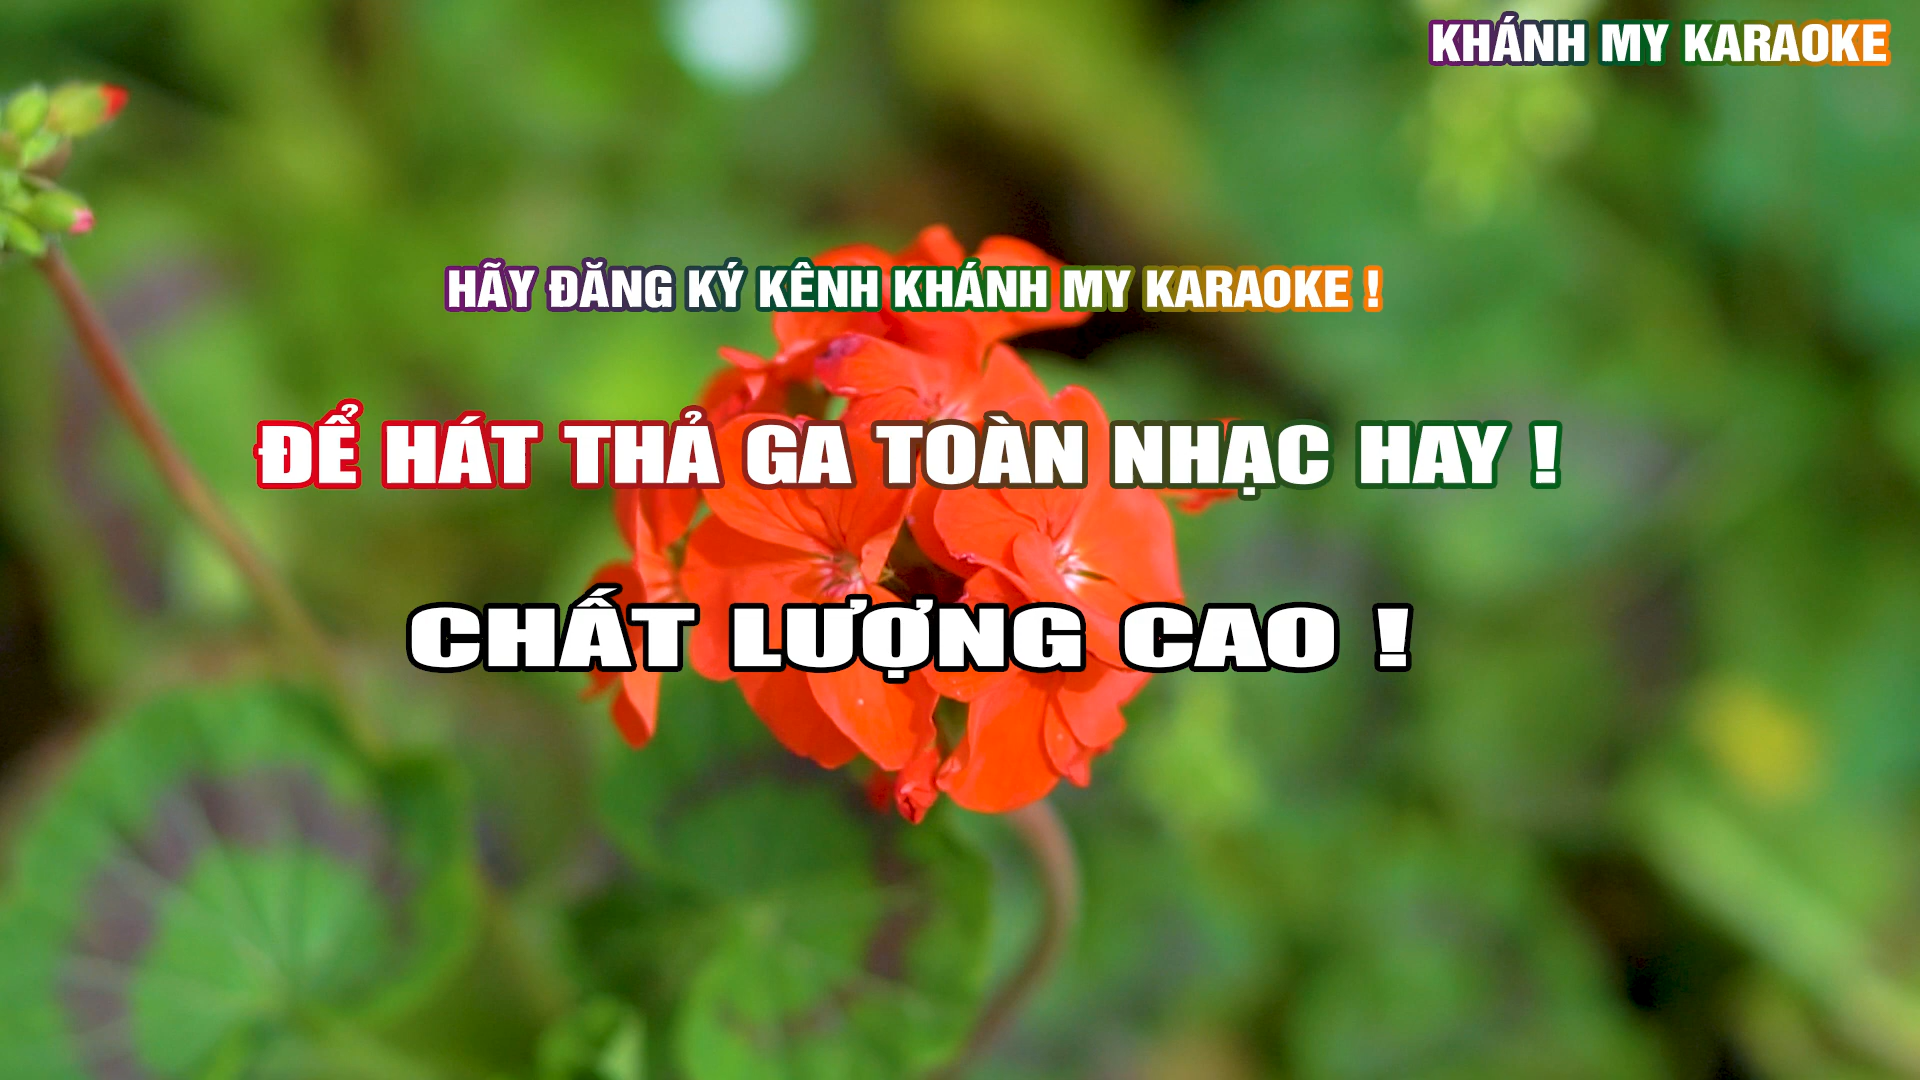 KHÁNH MY KARAOKE
HÃY ĐĂNG KÝ KÊNH KHÁNH MY KARAOKE !
ĐỂ HÁT THẢ GA TOÀN NHẠC HAY !
CHẤT LƯỢNG CAO !